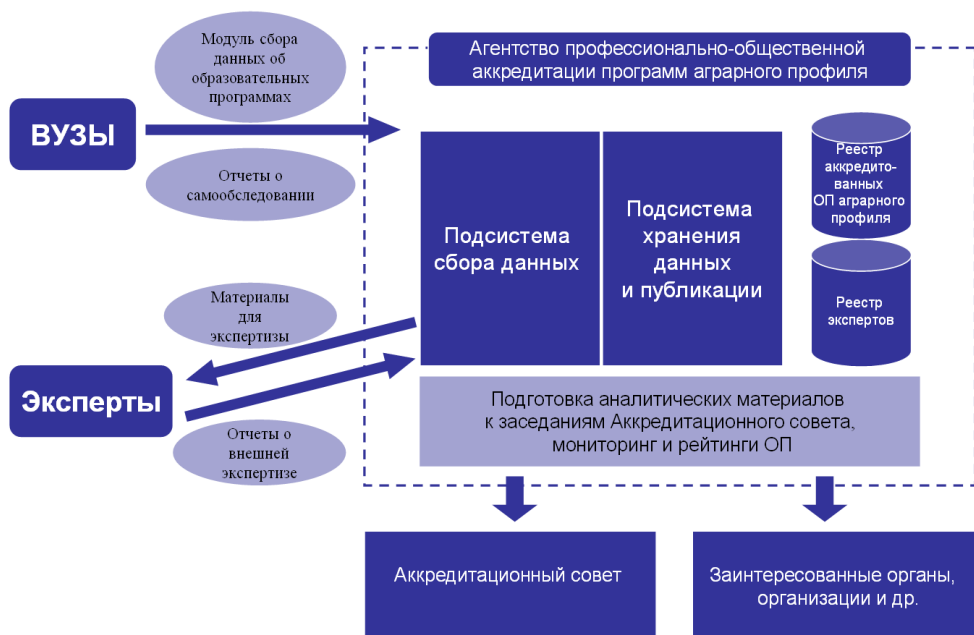 Модуль сбора
данных об
образовательных
программах
Агентство профессионально-общественной
аккредитации программ аграрного профиля
ВУЗЫ
Отчеты о
самообследовании
Подсистема
сбора данных
Подсистема
хранения
данных
и публикации
Реестр
аккредито-
ванных
ОП аграрного
профиля
Реестр
экспертов
Материалы
для
экспертизы
Эксперты
Отчеты о
внешней
экспертизе
Подготовка аналитических материалов
к заседаниям Аккредитационного совета,
мониторинг и рейтинги ОП
Аккредитационный совет
Заинтересованные органы,
организации и др.